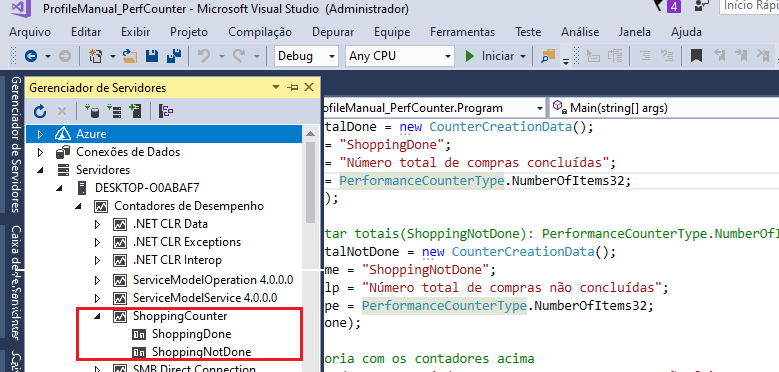 ProfileManual_PerfCounter - Microsoft Visual Studio (Administrador)
4
Início Rápi
Arquivo Editar Exibir Projeto Compilação Depurar Equipe Ferramentas Teste Análise Janela Ajuda
Debug Any CPU Iniciar
Gerenciador de Servidores
Gerenciador de Servidores
Azure
Conexões de Dados
Servidores
DESKTOP-O0ABAF7
Contadores de Desempenho
.NET CLR Data
.NET CLR Exceptions
.NET CLR Interop
ServiceModelOperation 4.0.0.0
ServiceModelService 4.0.0.0
ShoppingCounter
ShoppingDone
ShoppingNotDone
SMB Direct Connection
ofileManual_PerfCounter.Program Main(string[] args)
talDone = new CounterCreationData();
= "ShoppingDone";
= "Número total de compras concluídas";
= PerformanceCounterType.NumberOfItems32;
);
tar totais(ShoppingNotDone): PerformanceCounterType.NumberOfI
talNotDone = new CounterCreationData();
me = "ShoppingNotDone";
lp = "Número total de compras não concluídas";
pe = PerformanceCounterType.NumberOfItems32;
one);
oria com os contadores acima